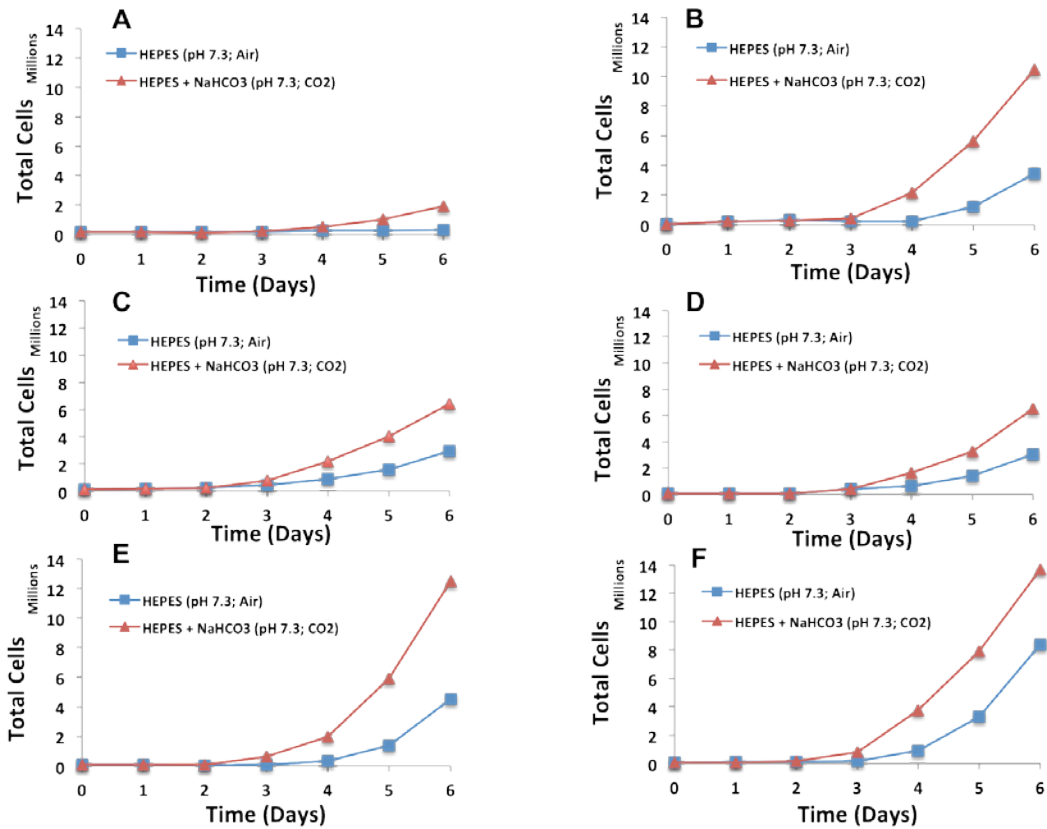 A
14
12
10
8
6
4
2
0
Millions
Total Cells
HEPES (pH 7.3; Air)
HEPES + NaHCO3 (pH 7.3; CO2)
0 1 2 3 4 5 6
Time (Days)
B
14
12
10
8
6
4
2
0
Millions
Total Cells
HEPES (pH 7.3; Air)
HEPES + NaHCO3 (pH 7.3; CO2)
0 1 2 3 4 5 6
Time (Days)
C
14
12
10
8
6
4
2
0
Millions
Total Cells
HEPES (pH 7.3; Air)
HEPES + NaHCO3 (pH 7.3; CO2)
0 1 2 3 4 5 6
Time (Days)
D
14
12
10
8
6
4
2
0
Millions
Total Cells
HEPES (pH 7.3; Air)
HEPES + NaHCO3 (pH 7.3; CO2)
0 1 2 3 4 5 6
Time (Days)
E
14
12
10
8
6
4
2
0
Millions
Total Cells
HEPES (pH 7.3; Air)
HEPES + NaHCO3 (pH 7.3; CO2)
0 1 2 3 4 5 6
Time (Days)
F
14
12
10
8
6
4
2
0
Millions
Total Cells
HEPES (pH 7.3; Air)
HEPES + NaHCO3 (pH 7.3; CO2)
0 1 2 3 4 5 6
Time (Days)